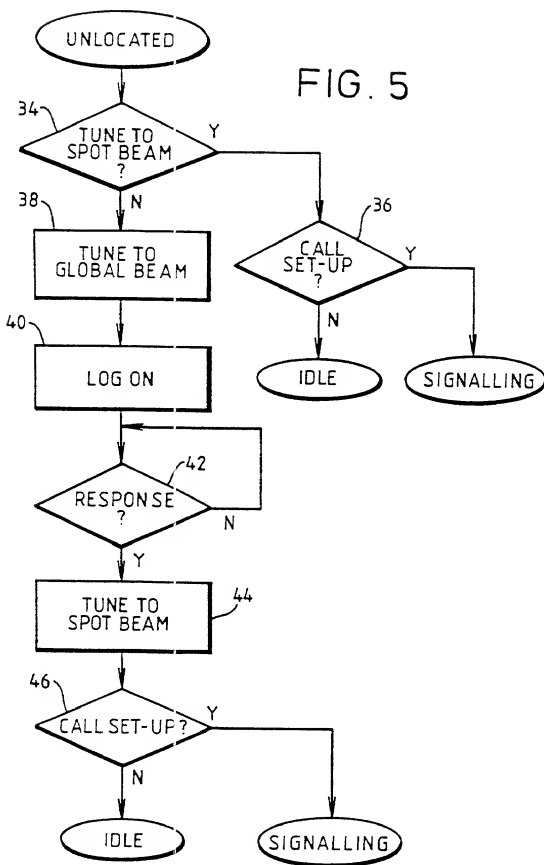 UNLOCATED
FIG. 5
34
TUNE TO
SPOT BEAM
?
Y
N
38
TUNE TO
GLOBAL BEAM
36
CALL
SET-UP
?
Y
N
40
LOG ON
IDLE
SIGNALLING
42
RESPONSE
?
N
Y
TUNE TO
SPOT BEAM
44
46
CALL SET-UP?
Y
N
IDLE
SIGNALLING